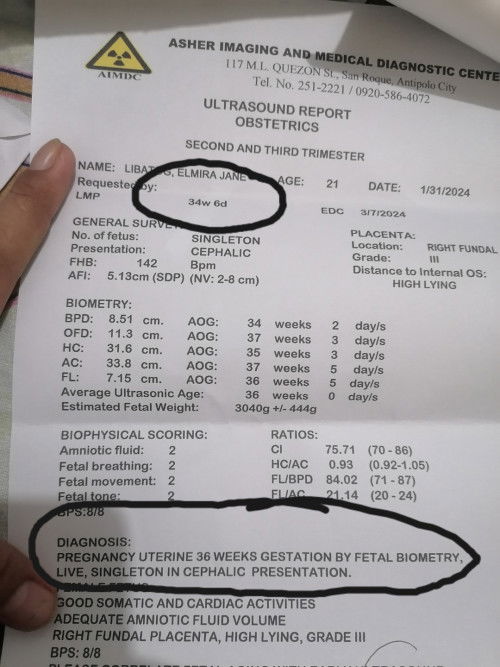 AIMDC
ASHER IMAGING AND MEDICAL DIAGNOSTIC CENTE
117 M.L. QUEZON St., San Roque, Antipolo City
Tel. No. 251-2221 / 0920-586-4072
ULTRASOUND REPORT
OBSTETRICS
SECOND AND THIRD TRIMESTER
NAME: ELMIRA JANE AGE: 21 DATE: 1/31/2024
Requested by:
LMP 34w 6d EDC 3/7/2024
GENERAL SURVEY
No. of fetus: SINGLETON
Presentation: CEPHALIC
FHB: 142 Bpm
AFI: 5.13cm (SDP) (NV: 2-8 cm)
PLACENTA:
Location: RIGHT FUNDAL
Grade: III
Distance to Internal OS:
HIGH LYING
BIOMETRY:
BPD: 8.51 cm. AOG: 34 weeks 2 day/s
OFD: 11.3 cm. AOG: 37 weeks 3 day/s
HC: 31.6 cm. AOG: 35 weeks 3 day/s
AC: 33.8 cm. AOG: 37 weeks 5 day/s
FL: 7.15 cm. AOG: 36 weeks 5 day/s
Average Ultrasonic Age: 36 weeks 0 day/s
Estimated Fetal Weight: 3040g +/- 444g
BIOPHYSICAL SCORING:
Amniotic fluid: 2
Fetal breathing: 2
Fetal movement: 2
Fetal tone: 2
BPS:8/8
RATIOS:
CI 75.71 (70 - 86)
HC/AC 0.93 (0.92-1.05)
FL/BPD 84.02 (71 - 87)
FL/AC 21.14 (20 - 24)
DIAGNOSIS:
PREGNANCY UTERINE 36 WEEKS GESTATION BY FETAL BIOMETRY,
LIVE, SINGLETON IN CEPHALIC PRESENTATION.
FEMALE FETUS
GOOD SOMATIC AND CARDIAC ACTIVITIES
ADEQUATE AMNIOTIC FLUID VOLUME
RIGHT FUNDAL PLACENTA, HIGH LYING, GRADE III
BPS: 8/8